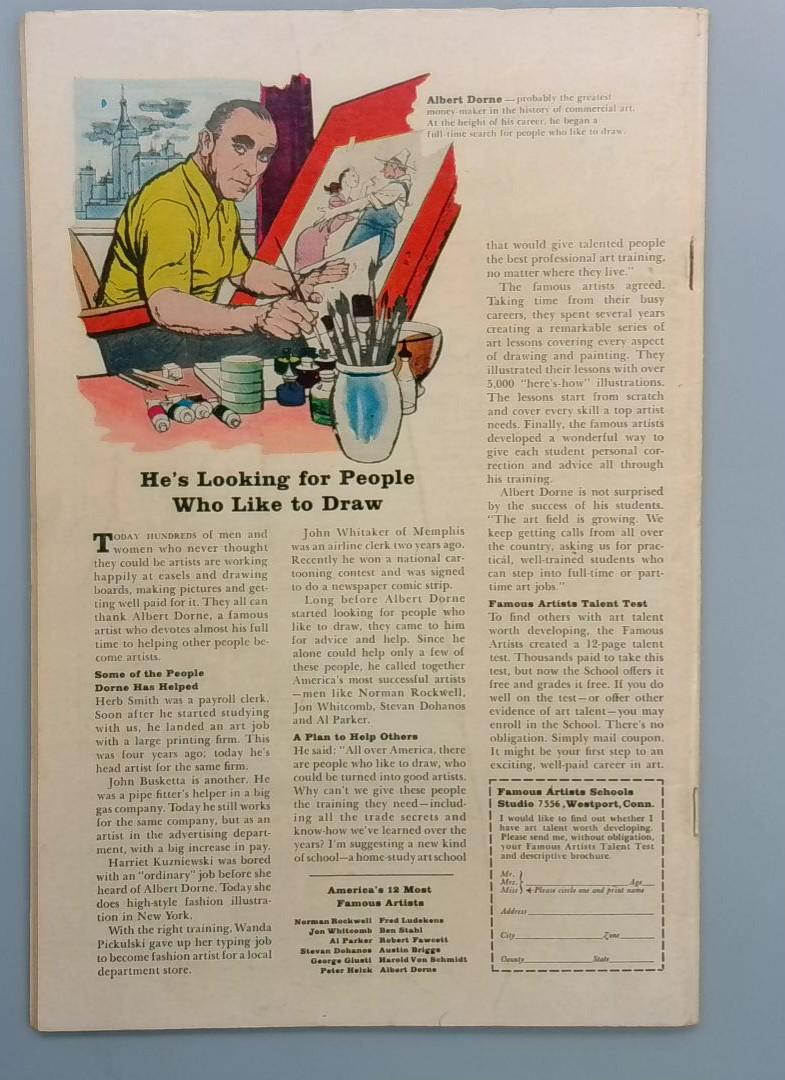 Albert Dorne — probably the greatest
money-maker in the history of commercial art.
At the height of his career, he began a
full-time search for people who like to draw.
He's Looking for People
Who Like to Draw
TODAY HUNDREDS of men and
women who never thought
they could be artists are working
happily at easels and drawing
boards, making pictures and get-
ting well paid for it. They all can
thank Albert Dorne, a famous
artist who devotes almost his full
time to helping other people be-
come artists.
Some of the People
Dorne Has Helped
Herb Smith was a payroll clerk.
Soon after he started studying
with us, he landed an art job
with a large printing firm. This
was four years ago; today he's
head artist for the same firm.
John Busketta is another. He
was a pipe fitter's helper in a big
gas company. Today he still works
for the same company, but as an
artist in the advertising depart-
ment, with a big increase in pay.
Harriet Kuzniewski was bored
with an "ordinary" job before she
heard of Albert Dorne. Today she
does high-style fashion illustra-
tion in New York.
With the right training, Wanda
Pickulski gave up her typing job
to become fashion artist for a local
department store.
John Whitaker of Memphis
was an airline clerk two years ago.
Recently he won a national car-
tooning contest and was signed
to do a newspaper comic strip.
Long before Albert Dorne
started looking for people who
like to draw, they came to him
for advice and help. Since he
alone could help only a few of
these people, he called together
America's most successful artists
—men like Norman Rockwell,
Jon Whitcomb, Stevan Dohanos
and Al Parker.
A Plan to Help Others
He said: "All over America, there
are people who like to draw, who
could be turned into good artists.
Why can't we give these people
the training they need—includ-
ing all the trade secrets and
know-how we've learned over the
years? I'm suggesting a new kind
of school—a home-study art school
America's 12 Most
Famous Artists
Norman Rockwell Fred Ludekens
Jon Whitcomb Ben Stahl
Al Parker Robert Fawcett
Stevan Dohanos Austin Briggs
George Giusti Harold Von Schmidt
Peter Helck Albert Dorne
that would give talented people
the best professional art training,
no matter where they live."
The famous artists agreed.
Taking time from their busy
careers, they spent several years
creating a remarkable series of
art lessons covering every aspect
of drawing and painting. They
illustrated their lessons with over
5,000 "here's-how" illustrations.
The lessons start from scratch
and cover every skill a top artist
needs. Finally, the famous artists
developed a wonderful way to
give each student personal cor-
rection and advice all through
his training.
Albert Dorne is not surprised
by the success of his students.
"The art field is growing. We
keep getting calls from all over
the country, asking us for prac-
tical, well-trained students who
can step into full-time or part-
time art jobs."
Famous Artists Talent Test
To find others with art talent
worth developing, the Famous
Artists created a 12-page talent
test. Thousands paid to take this
test, but now the School offers it
free and grades it free. If you do
well on the test—or offer other
evidence of art talent—you may
enroll in the School. There's no
obligation. Simply mail coupon.
It might be your first step to an
exciting, well-paid career in art.
Famous Artists Schools
Studio 7556, Westport, Conn.
I would like to find out whether I
have art talent worth developing.
Please send me, without obligation,
your Famous Artists Talent Test
and descriptive brochure.
Mr.
Mrs. Age
Miss Please circle one and print name
Address
City Zone
County State